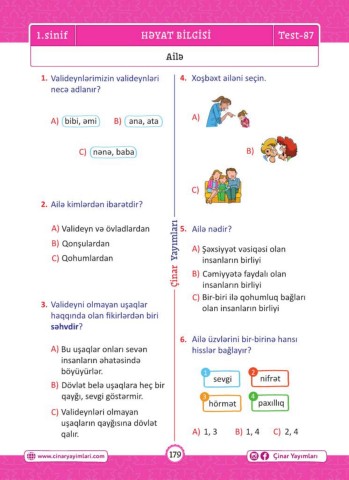 1.sinif
HƏYAT BİLGİSİ
Test-87
Ailə
1. Valideynlərimizin valideynləri
necə adlanır?
A) bibi, əmi B) ana, ata
C) nənə, baba
2. Ailə kimlərdən ibarətdir?
A) Valideyn və övladlardan
B) Qonşulardan
C) Qohumlardan
3. Valideyni olmayan uşaqlar
haqqında olan fikirlərdən biri
səhvdir?
A) Bu uşaqlar onları sevən
insanların əhatəsində
böyüyürlər.
B) Dövlət belə uşaqlara heç bir
qayğı, sevgi göstərmir.
C) Valideynləri olmayan
uşaqların qayğısına dövlət
qalır.
Çinar Yayımları
4. Xoşbəxt ailəni seçin.
A)
B)
C)
5. Ailə nədir?
A) Şəxsiyyət vəsiqəsi olan
insanların birliyi
B) Cəmiyyətə faydalı olan
insanların birliyi
C) Bir-biri ilə qohumluq bağları
olan insanların birliyi
6. Ailə üzvlərini bir-birinə hansı
hisslər bağlayır?
1 sevgi 2 nifrət
3 hörmət 4 paxıllıq
A) 1, 3 B) 1, 4 C) 2, 4
www.cinaryayimlari.com
179
Çinar Yayımları